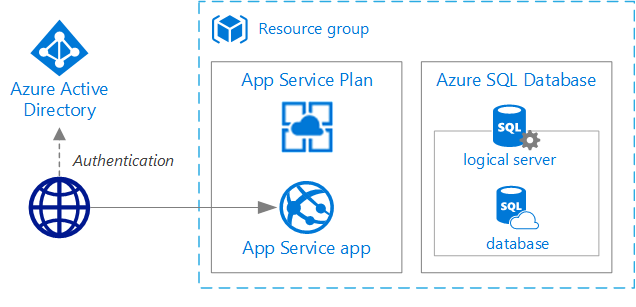 Resource group
Azure Active
Directory
Authentication
App Service Plan
App Service app
Azure SQL Database
SQL
logical server
SQL
database